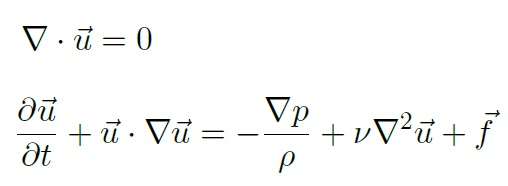 ∇ · u⃗ = 0
∂u⃗/∂t + u⃗ · ∇u⃗ = −∇p/ρ + ν∇²u⃗ + f⃗